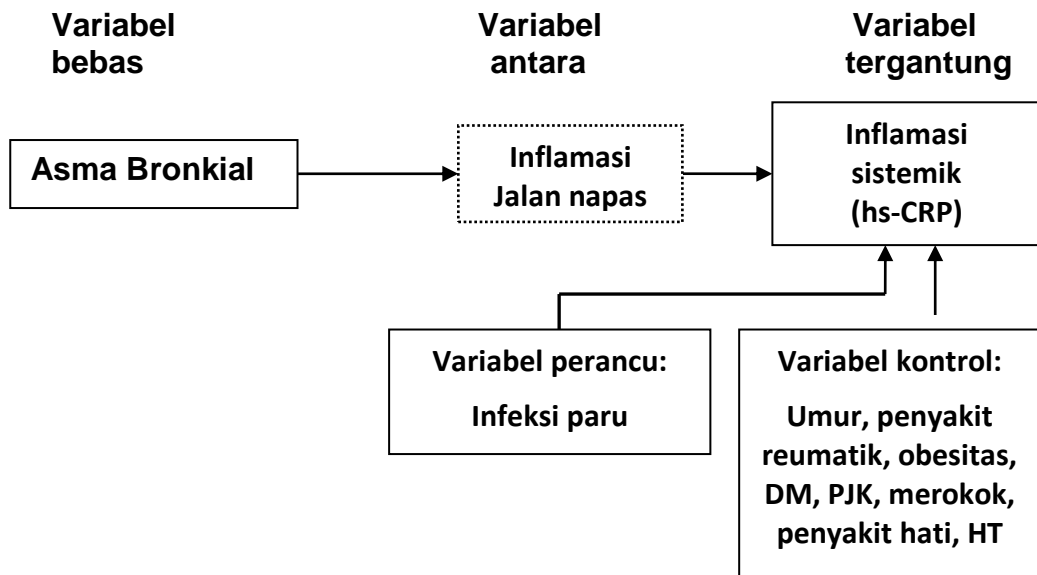 Variabel
bebas
Variabel
antara
Variabel
tergantung
Asma Bronkial
Inflamasi
Jalan napas
Inflamasi
sistemik
(hs-CRP)
Variabel perancu:
Infeksi paru
Variabel kontrol:
Umur, penyakit
reumatik, obesitas,
DM, PJK, merokok,
penyakit hati, HT